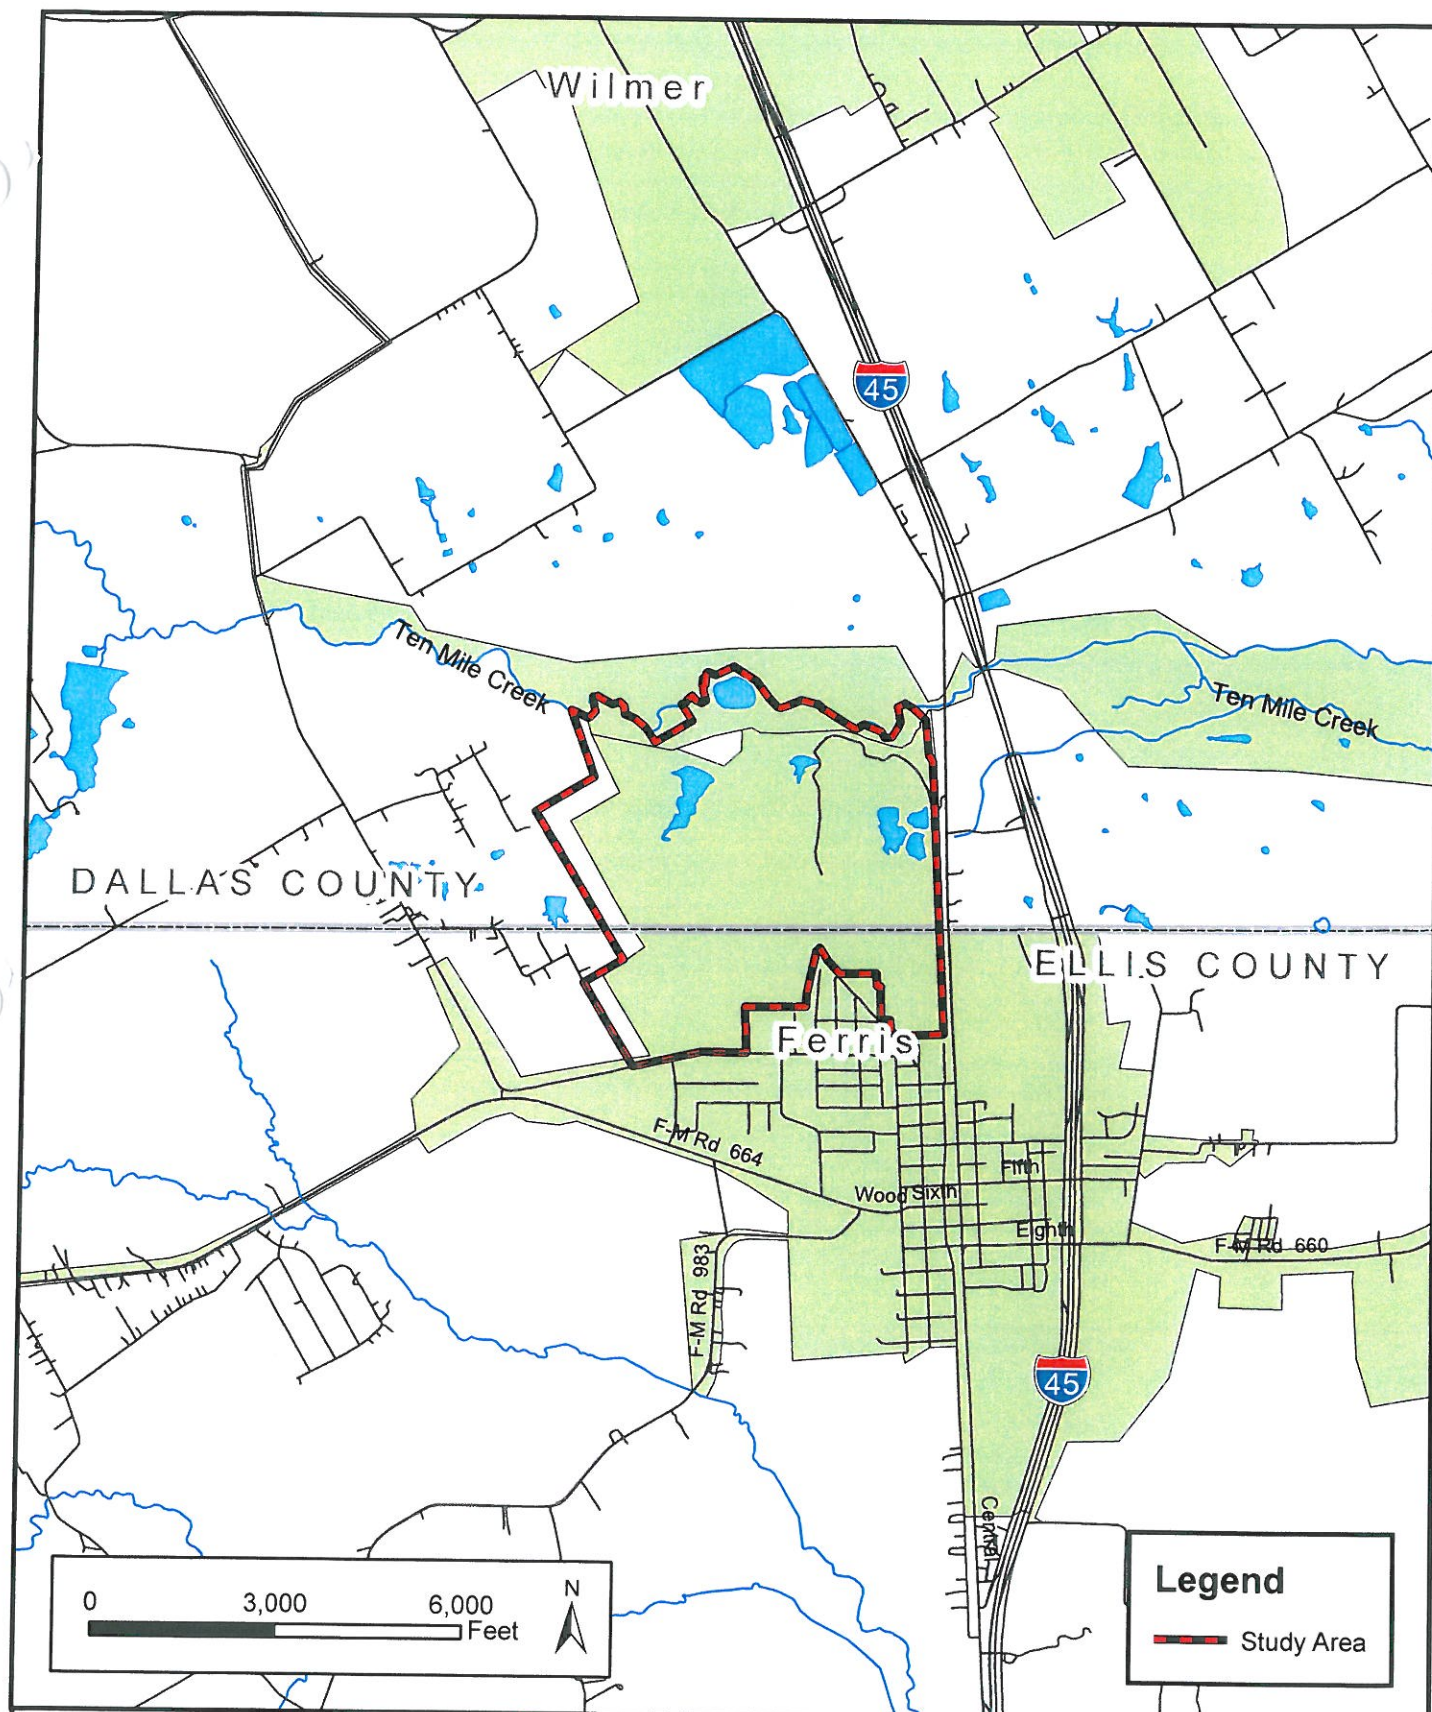 Wilmer
45
Ten Mile Creek
Ten Mile Creek
DALLAS COUNTY
ELLIS COUNTY
Ferris
F-M Rd 664
Fifth
Wood
Sixth
Eighth
F-M Rd 660
F-M Rd 983
45
Central
0 3,000 6,000
Feet
N
Legend
Study Area